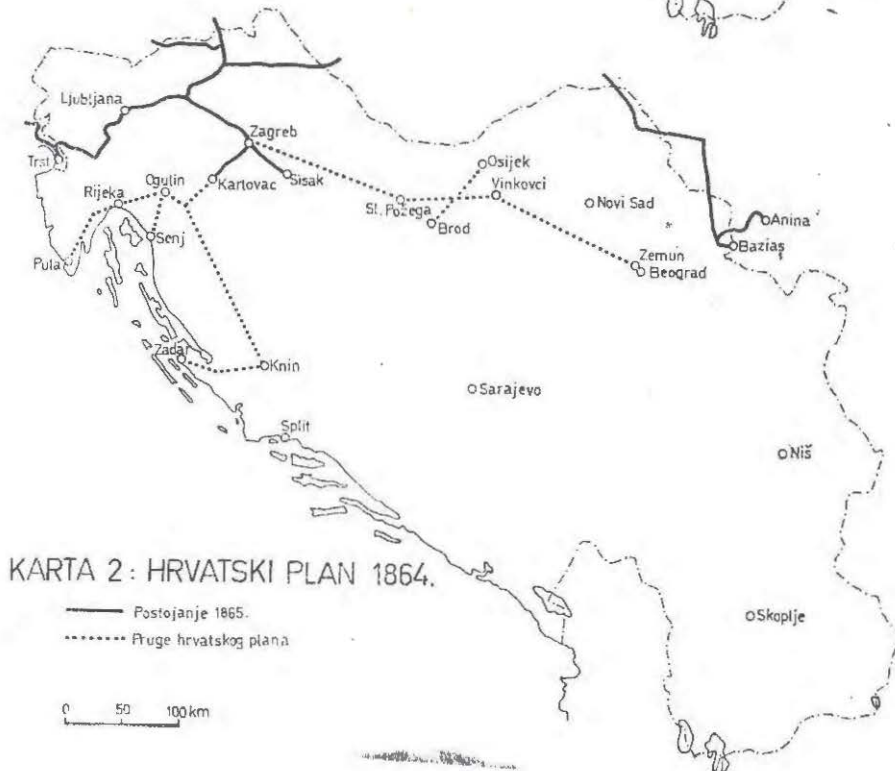 Ljubljana
Zagreb
Trst
Rijeka
Ogulin
Karlovac
Sisak
Osijek
Vinkovci
Sl. Požega
Brod
Novi Sad
Anina
Bazias
Senj
Pula
Zemun
Beograd
Zadar
Knin
Sarajevo
Split
Niš
KARTA 2: HRVATSKI PLAN 1864.
Postojanje 1865.
Pruge hrvatskog plana
Skoplje
0 50 100 km